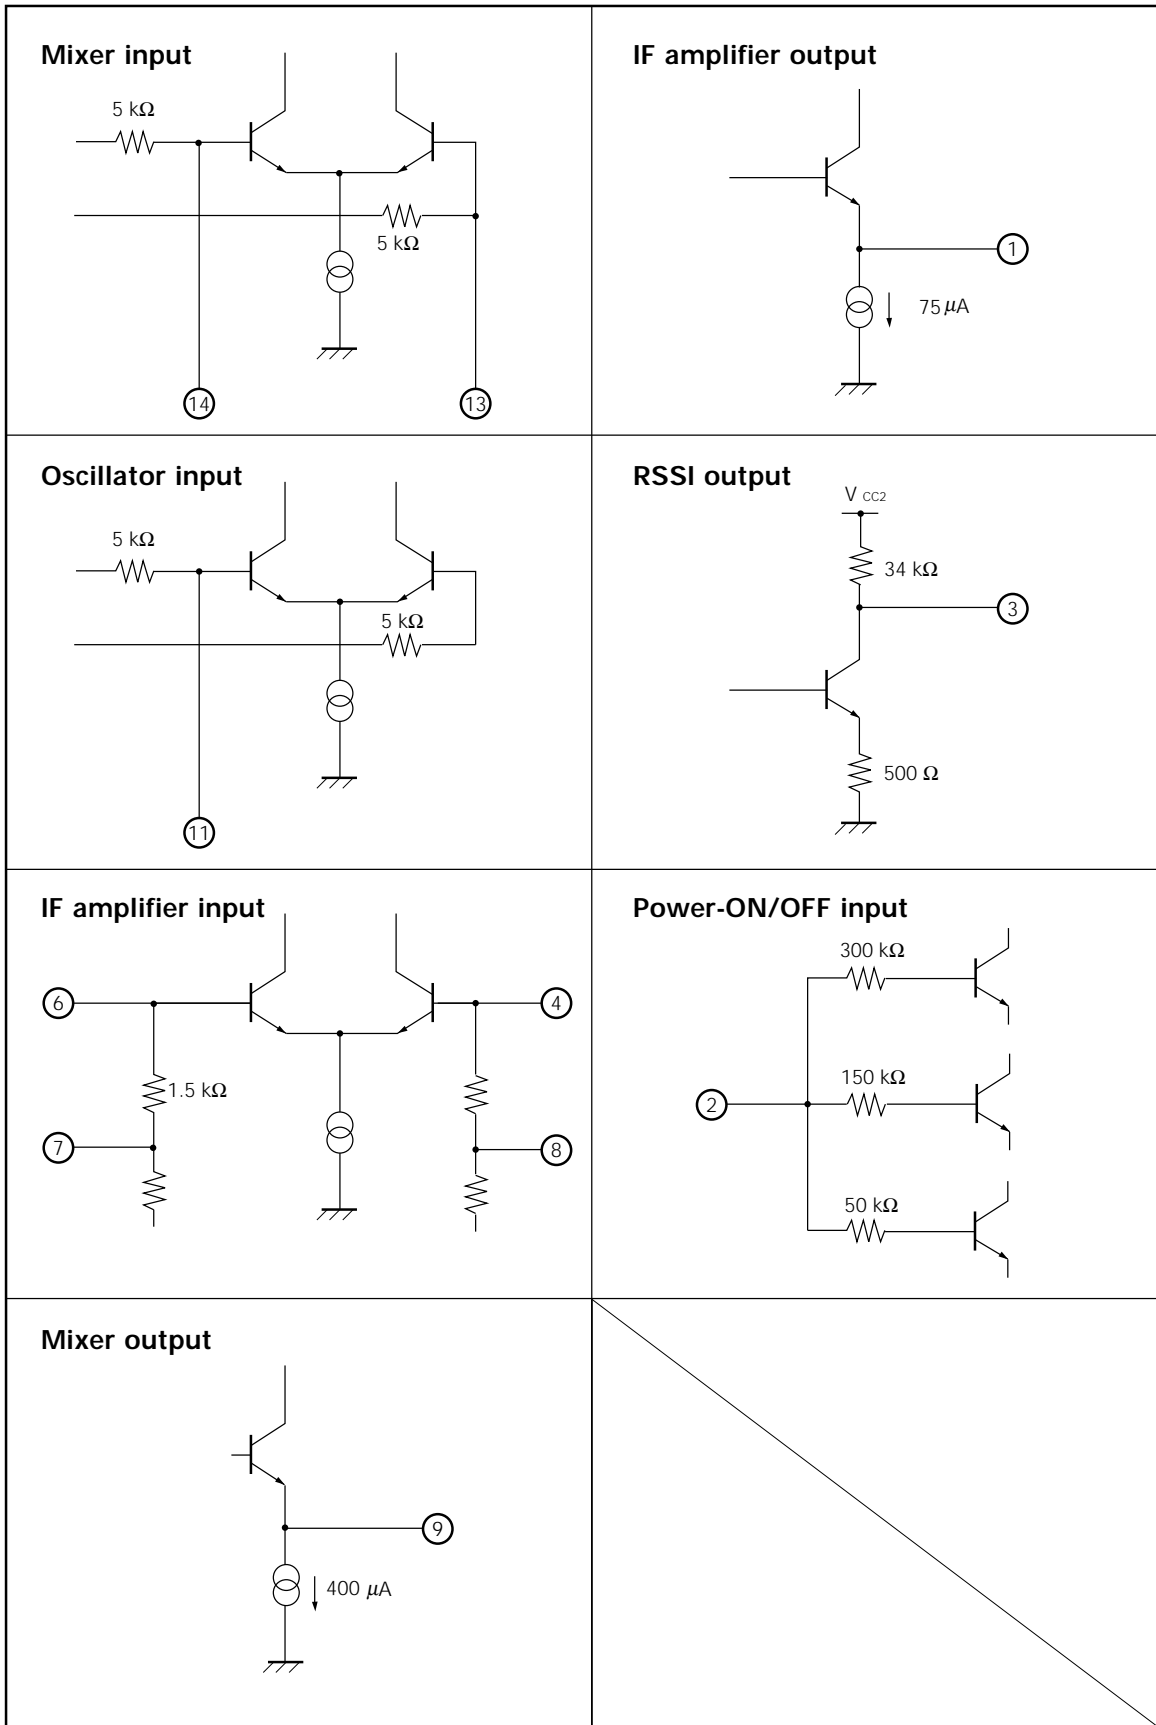 Mixer input
5 kΩ
5 kΩ
14
13
IF amplifier output
1
75 μA
Oscillator input
5 kΩ
5 kΩ
11
RSSI output
V CC2
34 kΩ
3
500 Ω
IF amplifier input
6
4
1.5 kΩ
7
8
Power-ON/OFF input
300 kΩ
150 kΩ
2
50 kΩ
Mixer output
9
400 μA